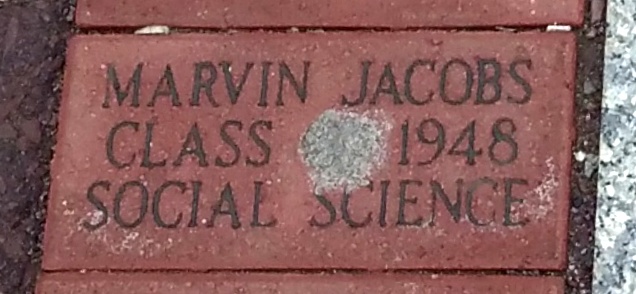 MARVIN JACOBS
CLASS 1948
SOCIAL SCIENCE